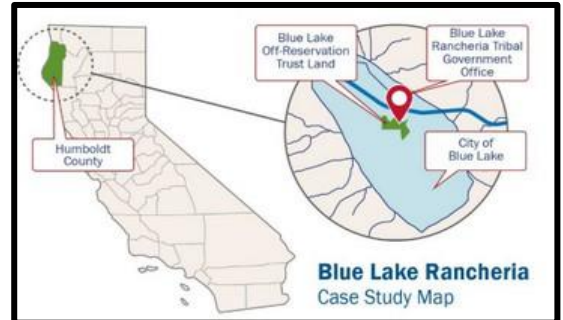 Blue Lake
Off-Reservation
Trust Land
Blue Lake
Rancheria Tribal
Government
Office
Humboldt
County
City of
Blue Lake
Blue Lake Rancheria
Case Study Map